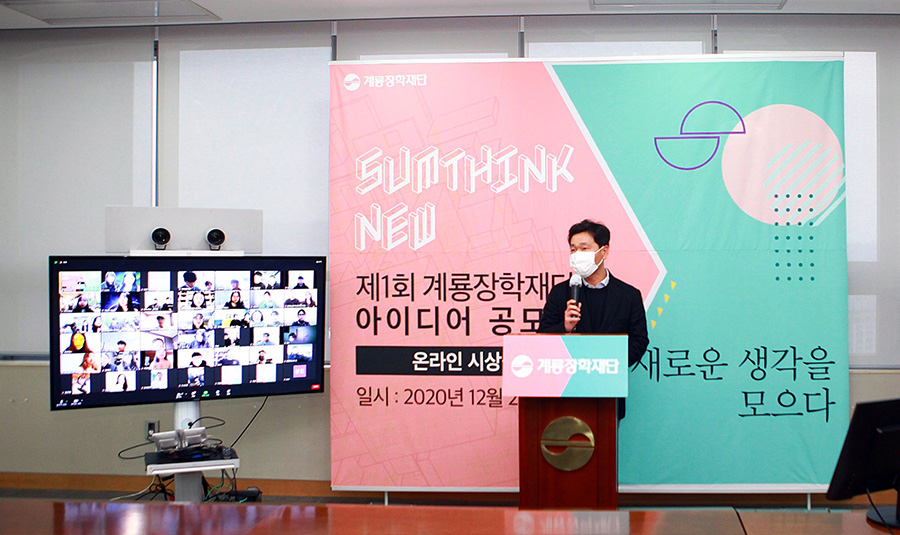 계룡장학재단
SUMTHINK
NEW
제1회 계룡장학재단
아이디어 공모
온라인 시상
일시 : 2020년 12월 2
새로운 생각을
모으다
계룡장학재단